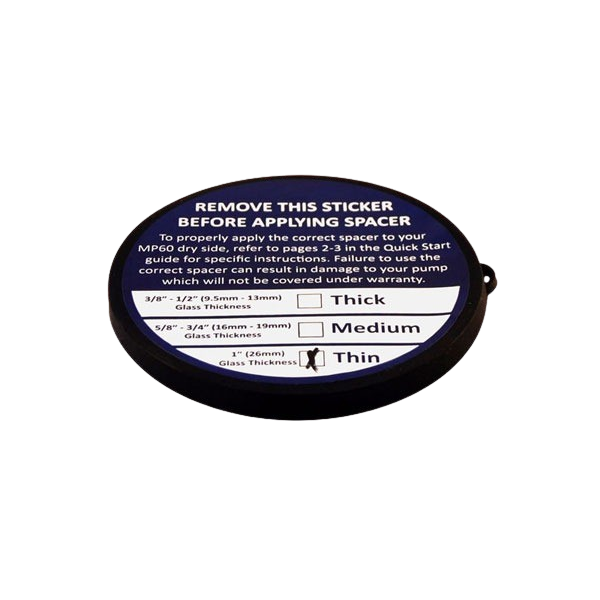 REMOVE THIS STICKER
BEFORE APPLYING SPACER
To properly apply the correct spacer to your
MP60 dry side, refer to pages 2-3 in the Quick Start
guide for specific instructions. Failure to use the
correct spacer can result in damage to your pump
which will not be covered under warranty.
3/8" - 1/2" (9.5mm - 13mm) Thick
Glass Thickness
5/8" - 3/4" (16mm - 19mm) Medium
Glass Thickness
1" (26mm) Thin
Glass Thickness